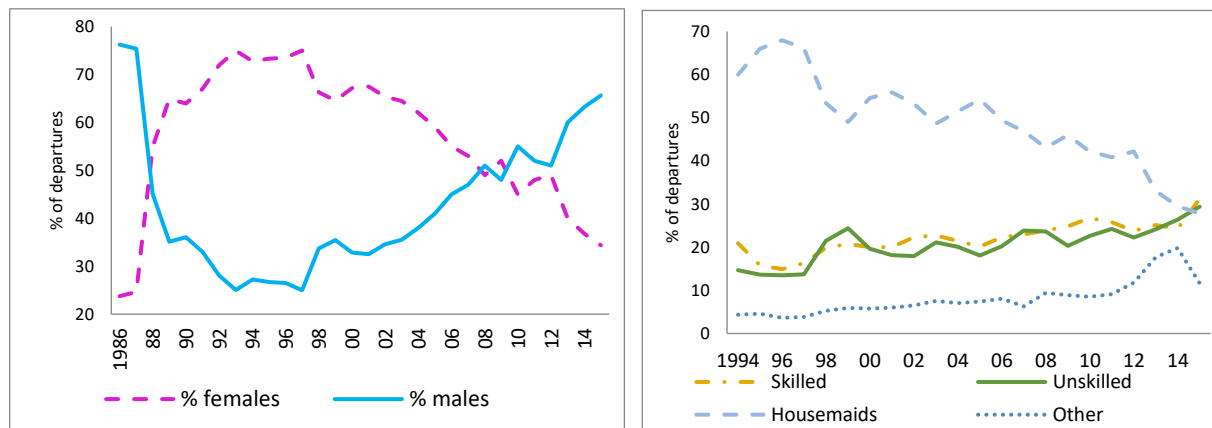 % of departures
80
70
60
50
40
30
20
1986 88 90 92 94 96 98 00 02 04 06 08 10 12 14
% females % males
% of departures
70
60
50
40
30
20
10
0
1994 96 98 00 02 04 06 08 10 12 14
Skilled Unskilled
Housemaids Other